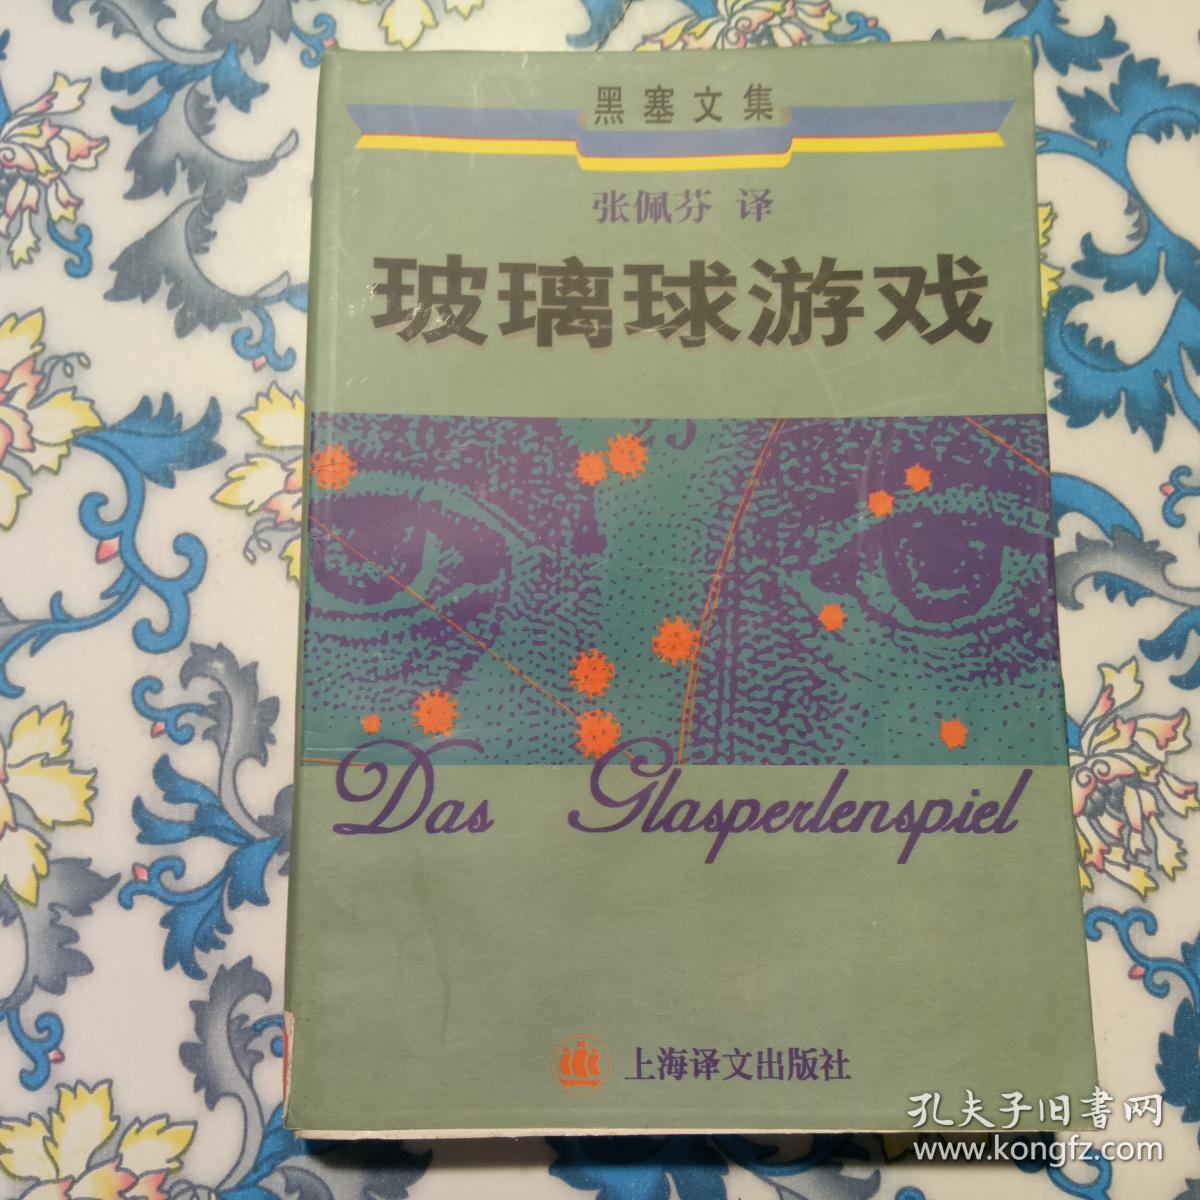 黑塞文集
张佩芬 译
玻璃球游戏
Das Glasperlenspiel
上海译文出版社
孔夫子旧書网
www.kongfz.com